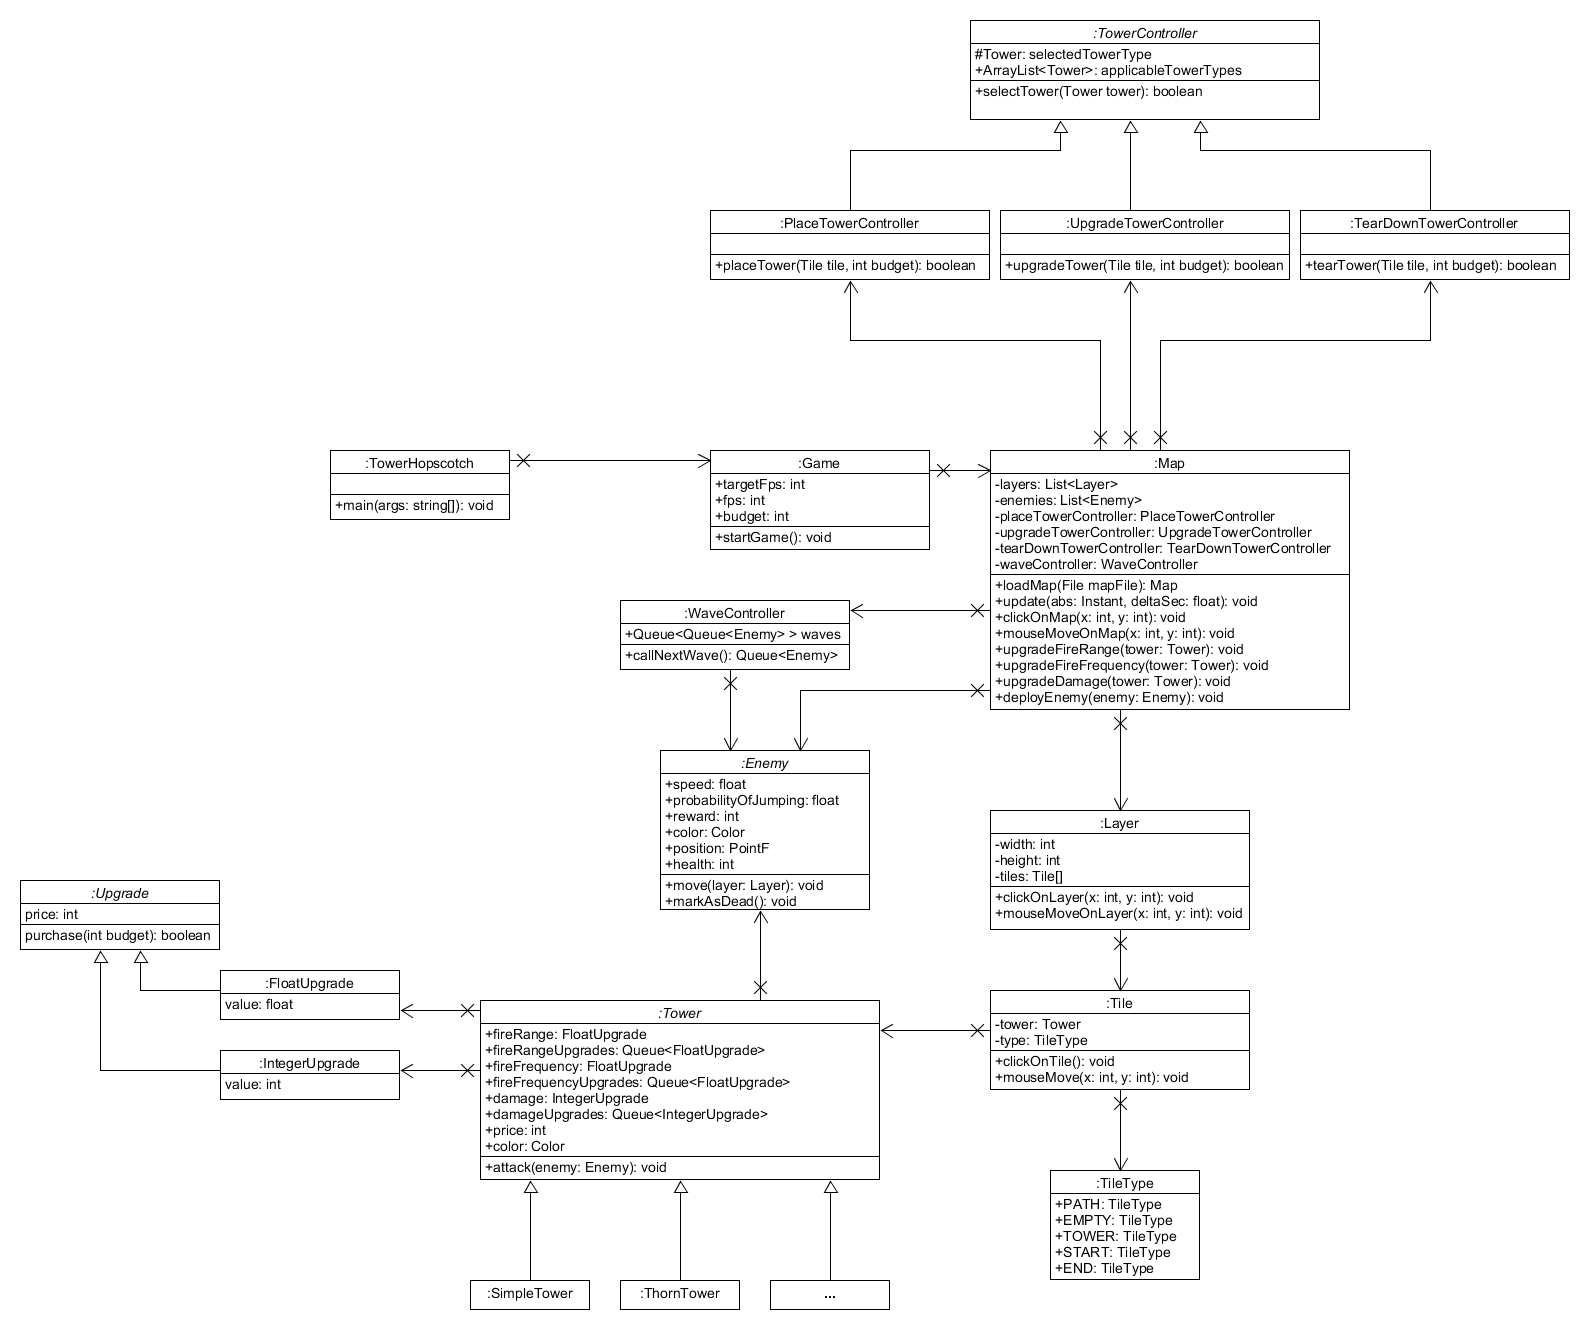 :TowerController
#Tower: selectedTowerType
+ArrayList<Tower>: applicableTowerTypes
+selectTower(Tower tower): boolean
:PlaceTowerController
+placeTower(Tile tile, int budget): boolean
:UpgradeTowerController
+upgradeTower(Tile tile, int budget): boolean
:TearDownTowerController
+tearTower(Tile tile, int budget): boolean
:TowerHopscotch
+main(args: string[]): void
:Game
+targetFps: int
+fps: int
+budget: int
+startGame(): void
:Map
-layers: List<Layer>
-enemies: List<Enemy>
-placeTowerController: PlaceTowerController
-upgradeTowerController: UpgradeTowerController
-tearDownTowerController: TearDownTowerController
-waveController: WaveController
+loadMap(File mapFile): Map
+update(abs: Instant, deltaSec: float): void
+clickOnMap(x: int, y: int): void
+mouseMoveOnMap(x: int, y: int): void
+upgradeFireRange(tower: Tower): void
+upgradeFireFrequency(tower: Tower): void
+upgradeDamage(tower: Tower): void
+deployEnemy(enemy: Enemy): void
:WaveController
+Queue<Queue<Enemy> > waves
+callNextWave(): Queue<Enemy>
:Enemy
+speed: float
+probabilityOfJumping: float
+reward: int
+color: Color
+position: PointF
+health: int
+move(layer: Layer): void
+markAsDead(): void
:Layer
-width: int
-height: int
-tiles: Tile[]
+clickOnLayer(x: int, y: int): void
+mouseMoveOnLayer(x: int, y: int): void
:Upgrade
price: int
purchase(int budget): boolean
:FloatUpgrade
value: float
:IntegerUpgrade
value: int
:Tower
+fireRange: FloatUpgrade
+fireRangeUpgrades: Queue<FloatUpgrade>
+fireFrequency: FloatUpgrade
+fireFrequencyUpgrades: Queue<FloatUpgrade>
+damage: IntegerUpgrade
+damageUpgrades: Queue<IntegerUpgrade>
+price: int
+color: Color
+attack(enemy: Enemy): void
:Tile
-tower: Tower
-type: TileType
+clickOnTile(): void
+mouseMove(x: int, y: int): void
:TileType
+PATH: TileType
+EMPTY: TileType
+TOWER: TileType
+START: TileType
+END: TileType
:SimpleTower
:ThornTower
...